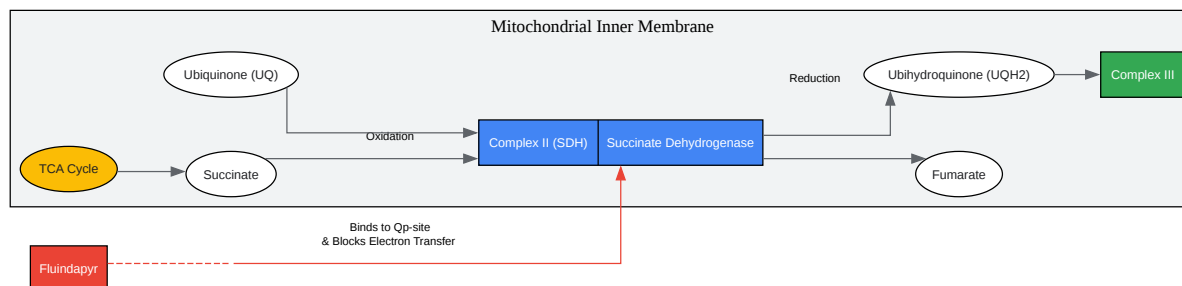 Mitochondrial Inner Membrane
Ubiquinone (UQ)
Reduction
Ubihydroquinone (UQH2)
Complex III
Oxidation
Complex II (SDH)
Succinate Dehydrogenase
TCA Cycle
Succinate
Fumarate
Binds to Qp-site
& Blocks Electron Transfer
Fluindapyr